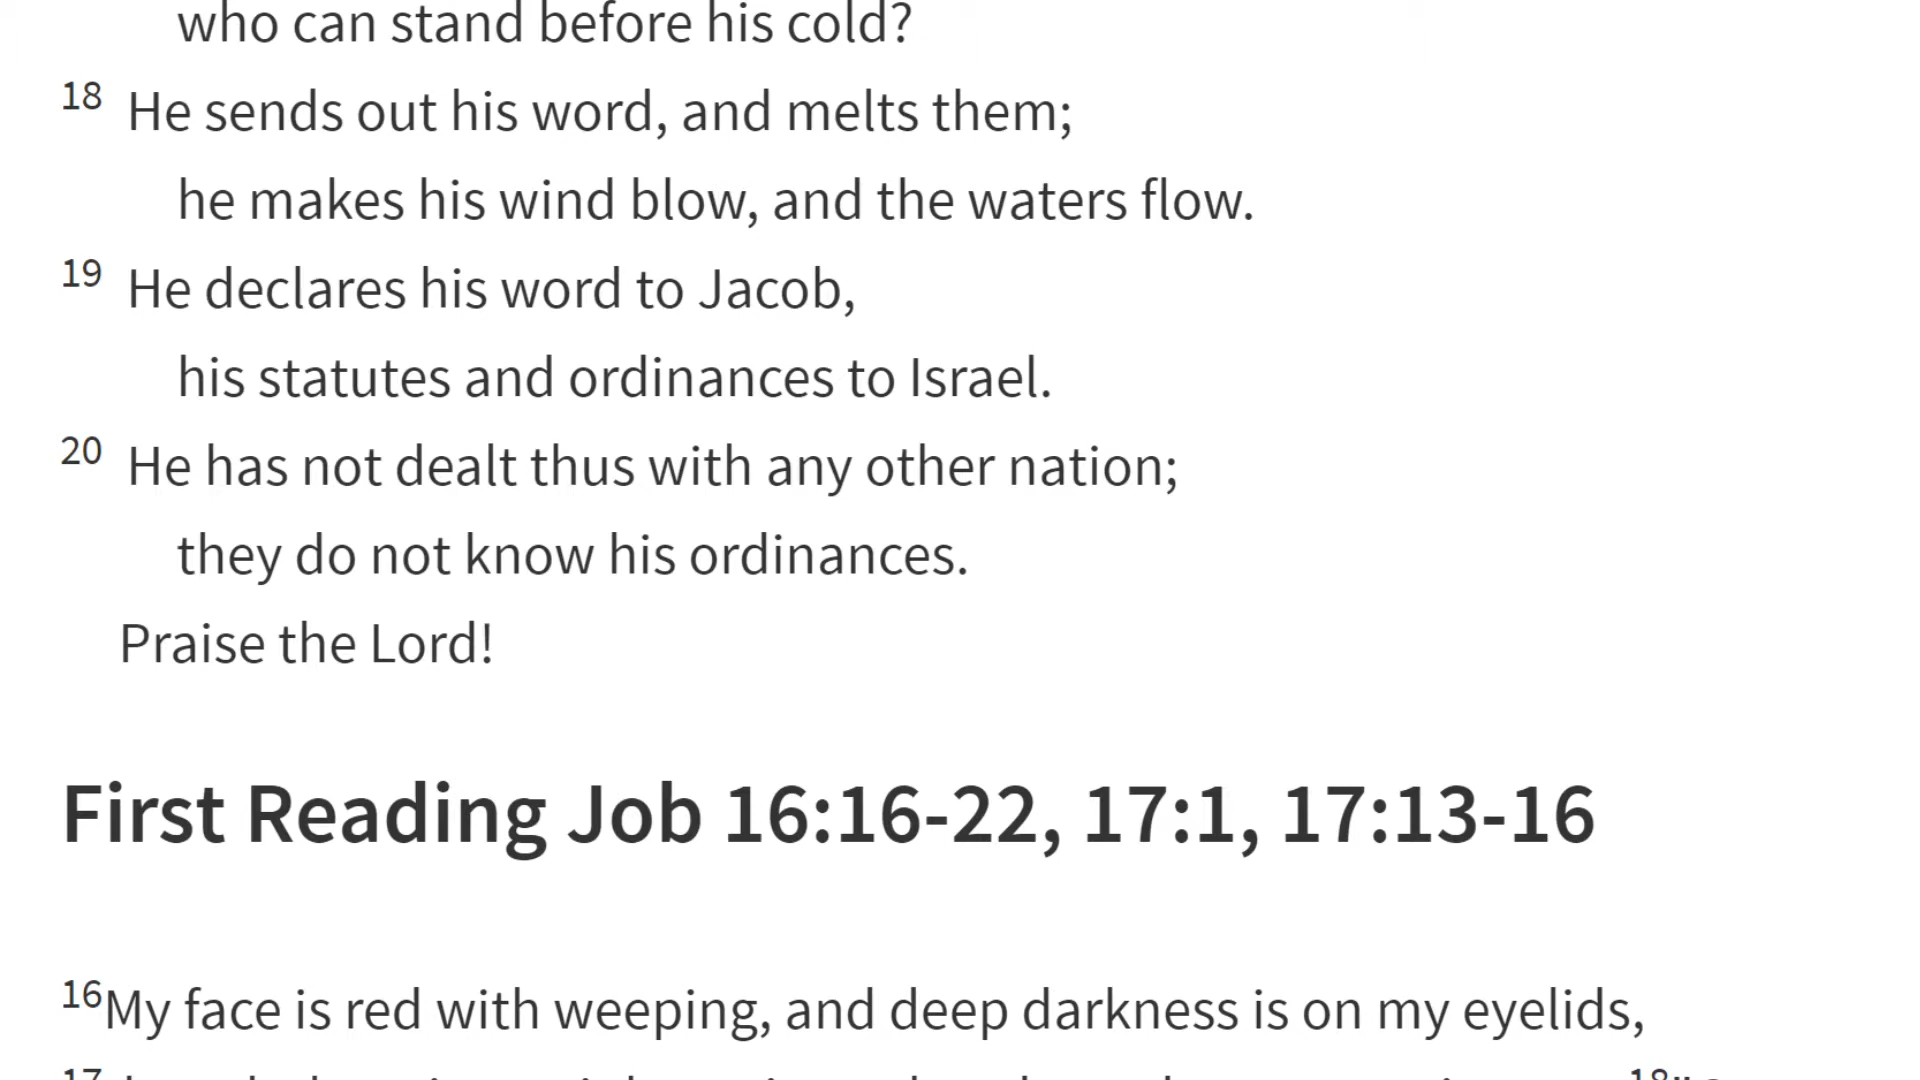 who can stand before his cold?
18 He sends out his word, and melts them;
he makes his wind blow, and the waters flow.
19 He declares his word to Jacob,
his statutes and ordinances to Israel.
20 He has not dealt thus with any other nation;
they do not know his ordinances.
Praise the Lord!
First Reading Job 16:16-22, 17:1, 17:13-16
16My face is red with weeping, and deep darkness is on my eyelids,